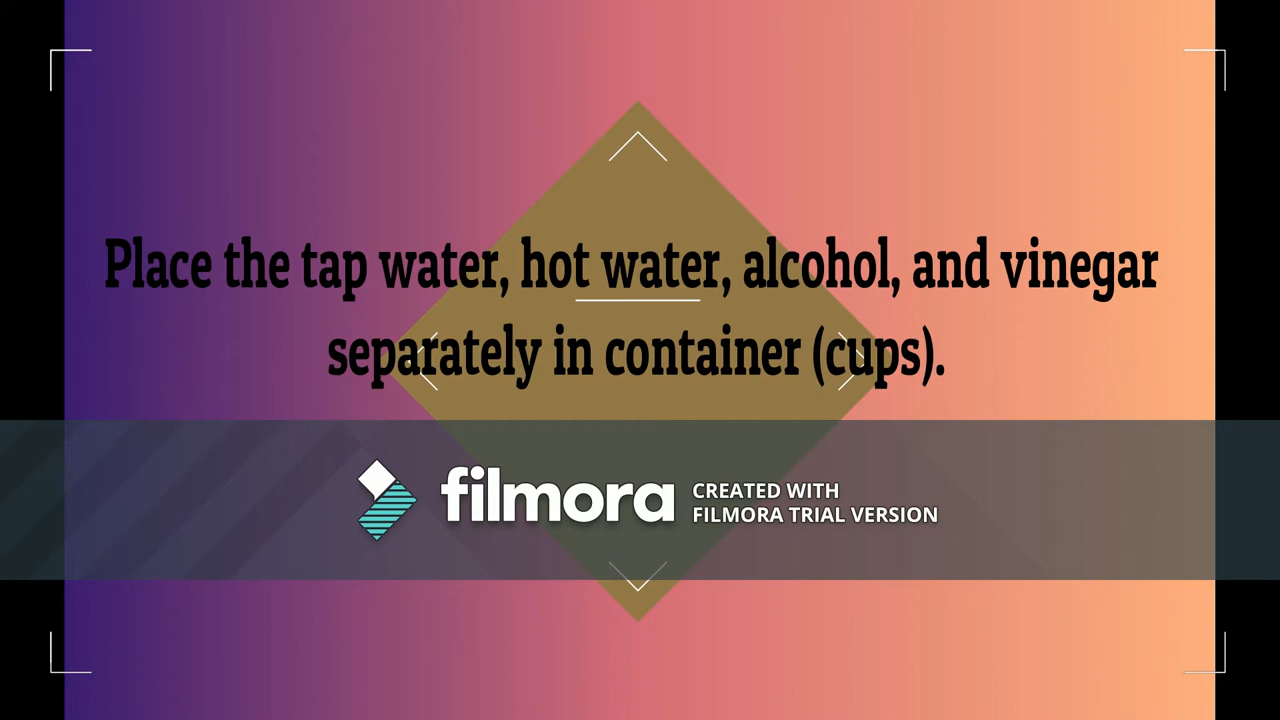 Place the tap water, hot water, alcohol, and vinegar
separately in container (cups).
filmora
CREATED WITH
FILMORA TRIAL VERSION